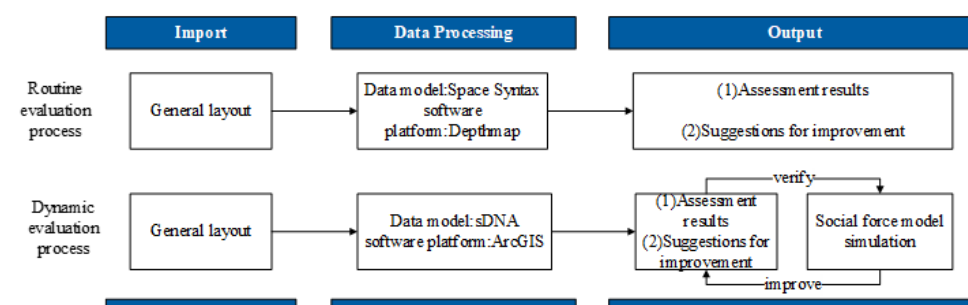 Import
Data Processing
Output
Routine
evaluation
process
General layout
Data model:Space Syntax
software
platform:Depthmap
(1)Assessment results
(2)Suggestions for improvement
Dynamic
evaluation
process
General layout
Data model:sDNA
software platform:ArcGIS
(1)Assessment
results
(2)Suggestions for
improvement
verify
Social force model
simulation
improve